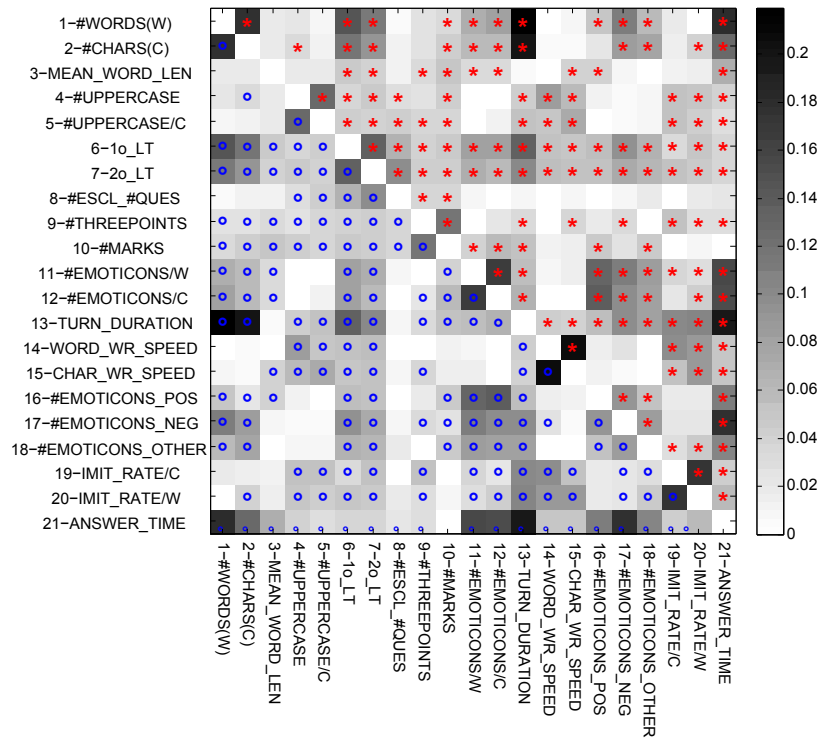 1-#WORDS(W)
2-#CHARS(C)
3-MEAN_WORD_LEN
4-#UPPERCASE
5-#UPPERCASE/C
6-1o_LT
7-2o_LT
8-#ESCL_#QUES
9-#THREEPOINTS
10-#MARKS
11-#EMOTICONS/W
12-#EMOTICONS/C
13-TURN_DURATION
14-WORD_WR_SPEED
15-CHAR_WR_SPEED
16-#EMOTICONS_POS
17-#EMOTICONS_NEG
18-#EMOTICONS_OTHER
19-IMIT_RATE/C
20-IMIT_RATE/W
21-ANSWER_TIME
1-#WORDS(W)
2-#CHARS(C)
3-MEAN_WORD_LEN
4-#UPPERCASE
5-#UPPERCASE/C
6-1o_LT
7-2o_LT
8-#ESCL_#QUES
9-#THREEPOINTS
10-#MARKS
11-#EMOTICONS/W
12-#EMOTICONS/C
13-TURN_DURATION
14-WORD_WR_SPEED
15-CHAR_WR_SPEED
16-#EMOTICONS_POS
17-#EMOTICONS_NEG
18-#EMOTICONS_OTHER
19-IMIT_RATE/C
20-IMIT_RATE/W
21-ANSWER_TIME
0.2
0.18
0.16
0.14
0.12
0.1
0.08
0.06
0.04
0.02
0